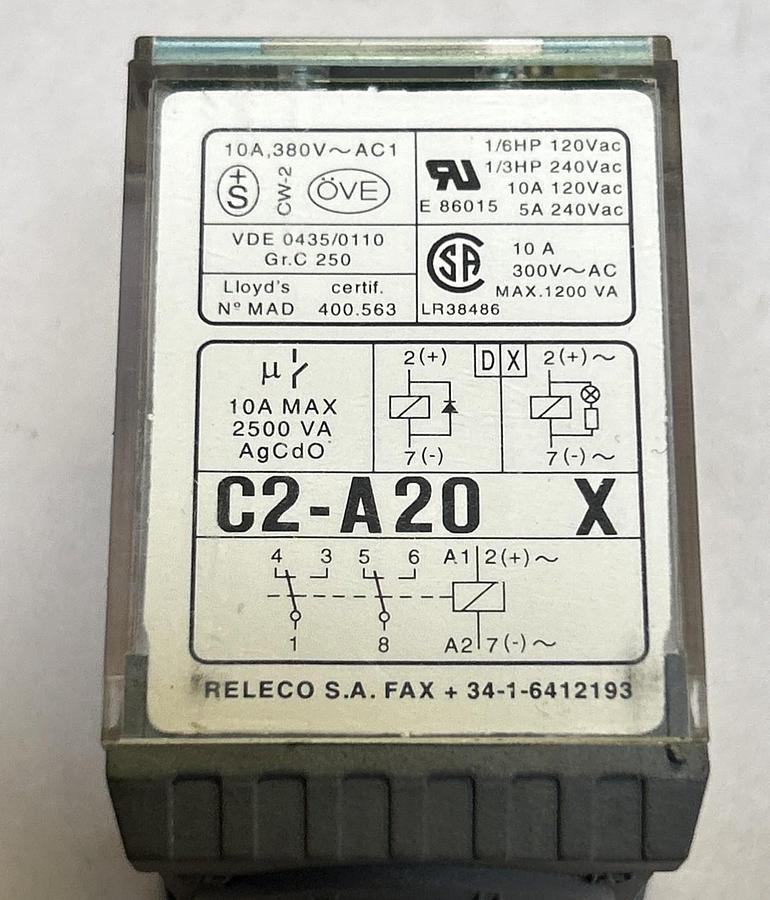 10A,380V~AC1
+S CW-2 ÖVE
VDE 0435/0110
Gr.C 250
Lloyd's certif.
Nº MAD 400.563
RU
E 86015
1/6HP 120Vac
1/3HP 240Vac
10A 120Vac
5A 240Vac
SA
LR38486
10 A
300V~AC
MAX.1200 VA
μ
10A MAX
2500 VA
AgCdO
2(+)
7(-)
D X
2(+)~
7(-)~
C2-A20 X
4 3 5 6 A1 2(+)~
1 8 A2 7(-)~
RELECO S.A. FAX + 34-1-6412193